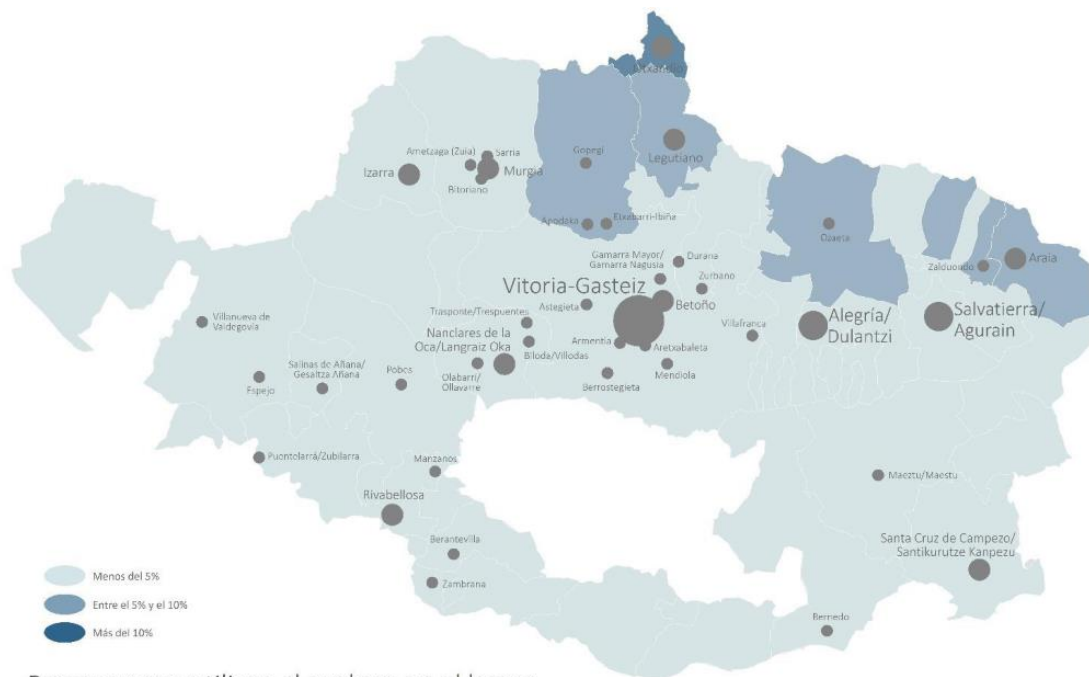 Otxandio
Legutiano
Gopegi
Ametzaga (Zuia)
Sarria
Murgia
Izarra
Bitoriano
Apodaka
Etxabarri-Ibiña
Ozaeta
Zalduondo
Araia
Gamarra Mayor/
Gamarra Nagusia
Durana
Zurbano
Vitoria-Gasteiz
Betoño
Astegieta
Salvatierra/
Agurain
Alegría/
Dulantzi
Villanueva de
Valdegovía
Trasponte/Trespuentes
Nanclares de la
Oca/Langraiz Oka
Villafranca
Armentia
Aretxabaleta
Biloda/Villodas
Salinas de Añana/
Gesaltza Añana
Pobes
Olabarri/
Ollavarre
Mendiola
Berrostegieta
Espejo
Puentelarrá/Zubilarra
Manzanos
Maeztu/Maestu
Rivabellosa
Santa Cruz de Campezo/
Santikurutze Kanpezu
Berantevilla
Zambrana
Bernedo
Menos del 5%
Entre el 5% y el 10%
Más del 10%